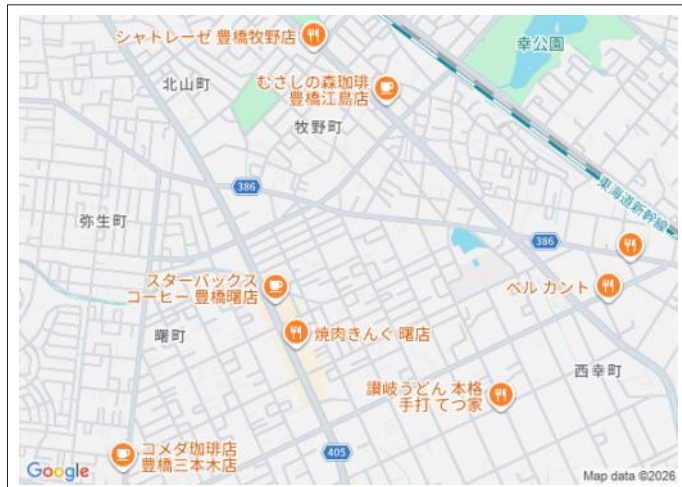 シャトレーゼ 豊橋牧野店
幸公園
北山町
むさしの森珈琲
豊橋江島店
牧野町
386
東海道新幹線
弥生町
386
スターバックス
コーヒー 豊橋曙店
ベル カント
曙町
焼肉きんぐ 曙店
西幸町
讃岐うどん 本格
手打 てつ家
コメダ珈琲店
豊橋三本木店
405
Google
Map data ©2026